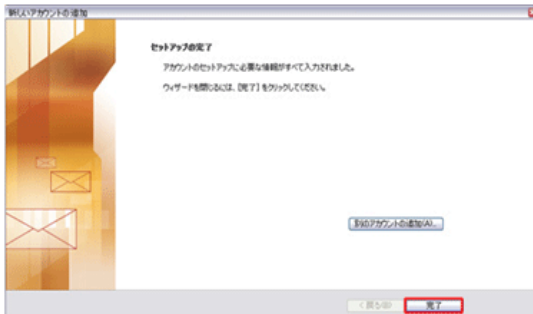 新しいアカウントの追加
セットアップの完了
アカウントのセットアップに必要な情報がすべて入力されました。
ウィザードを閉じるには、[完了] をクリックしてください。
別のアカウントの追加(A)...
< 戻る(B)
完了